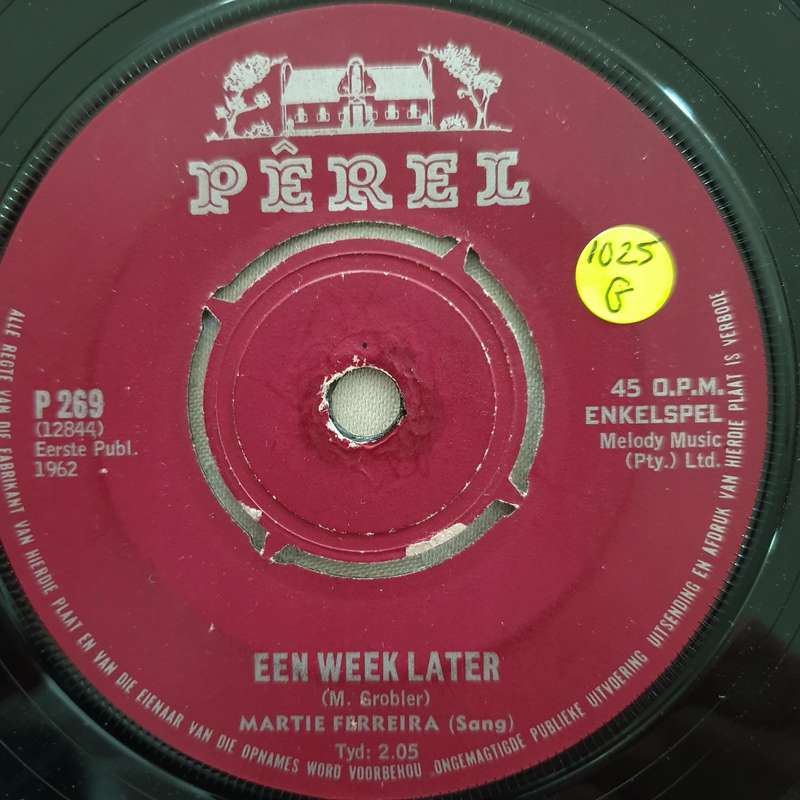 PÊREL
1025
G
P 269
(12844)
Eerste Publ.
1962
45 O.P.M.
ENKELSPEL
Melody Music
(Pty.) Ltd.
EEN WEEK LATER
(M. Grobler)
MARTIE FERREIRA (Sang)
Tyd: 2.05
ALLE REGTE VAN DIE FABRIKANT VAN HIERDIE PLAAT EN VAN DIE EIENAAR VAN DIE OPNAMES WORD VOORBEHOU ONGEMAGTIGDE PUBLIEKE UITVOERING UITSENDING EN AFDRUK VAN HIERDIE PLAAT IS VERBODE